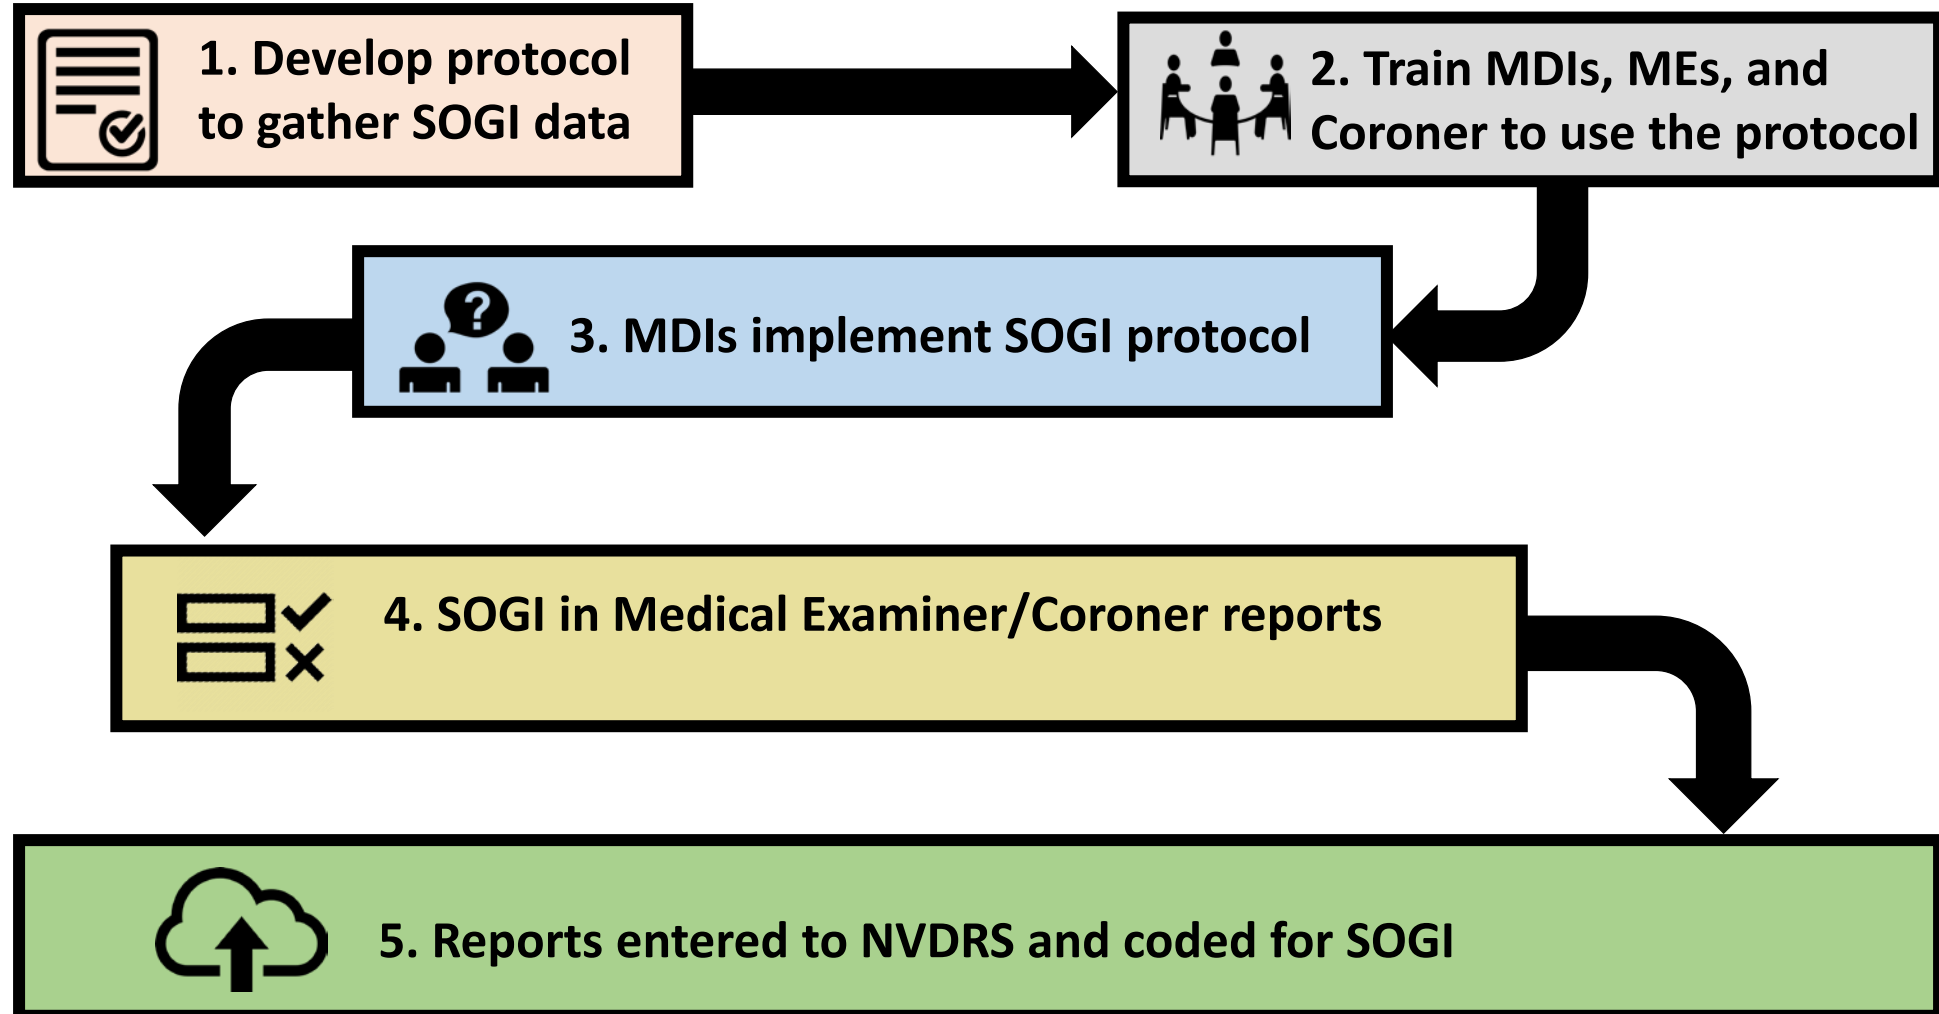 1. Develop protocol
to gather SOGI data
2. Train MDIs, MEs, and
Coroner to use the protocol
?
3. MDIs implement SOGI protocol
4. SOGI in Medical Examiner/Coroner reports
5. Reports entered to NVDRS and coded for SOGI